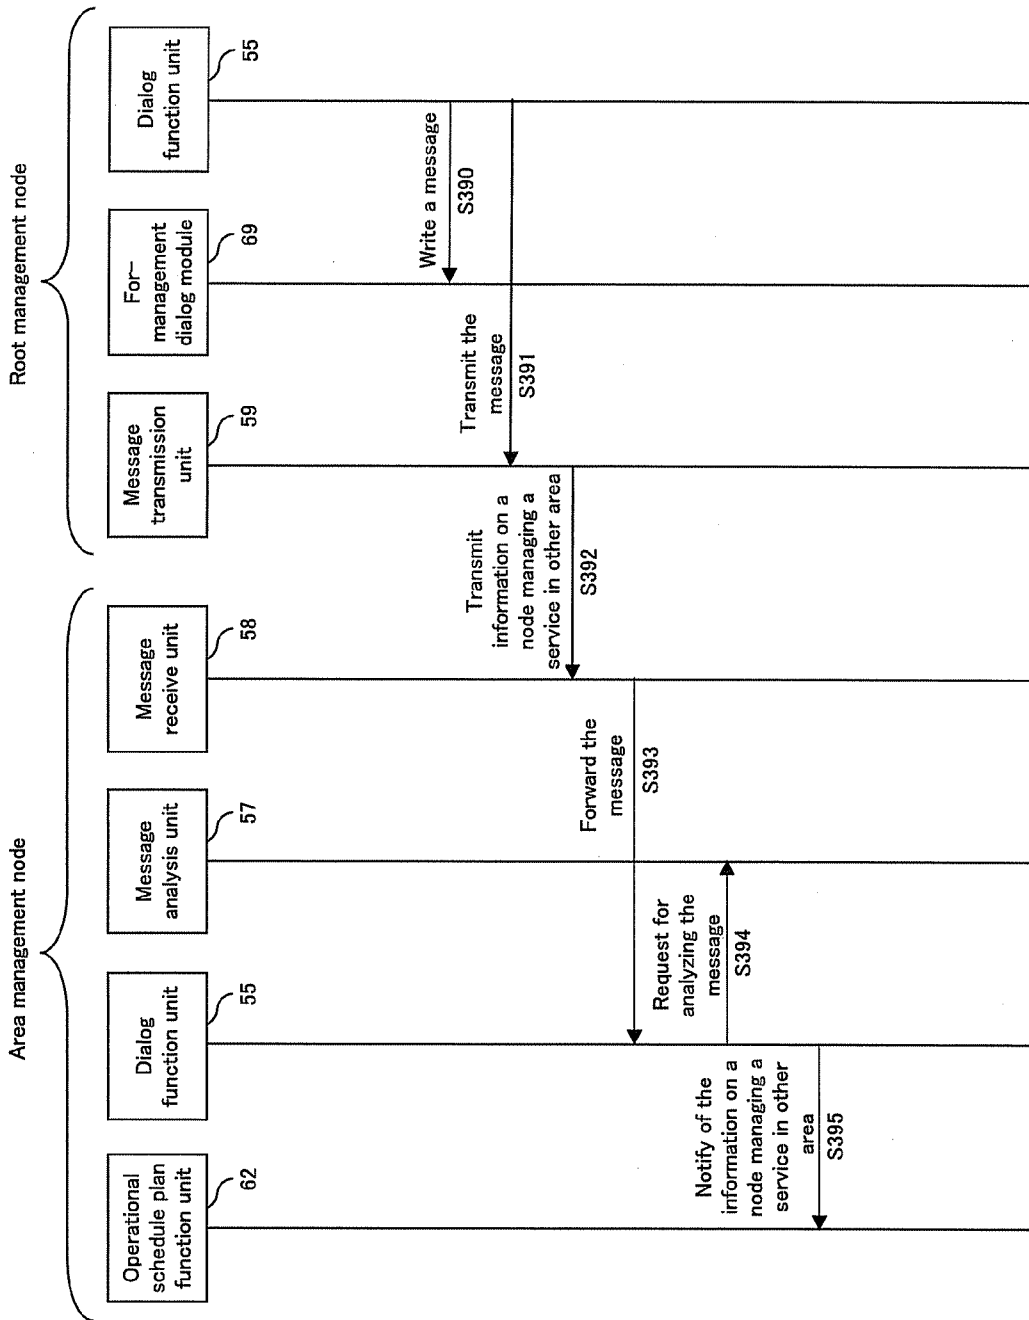 Area management node
Root management node
Operational
schedule plan
function unit
62
Dialog
function unit
55
Message
analysis unit
57
Message
receive unit
58
Message
transmission
unit
59
For-
management
dialog module
69
Dialog
function unit
55
Write a message
S390
Transmit the
message
S391
Transmit
information on a
node managing a
service in other area
S392
Forward the
message
S393
Request for
analyzing the
message
S394
Notify of the
information on a
node managing a
service in other
area
S395